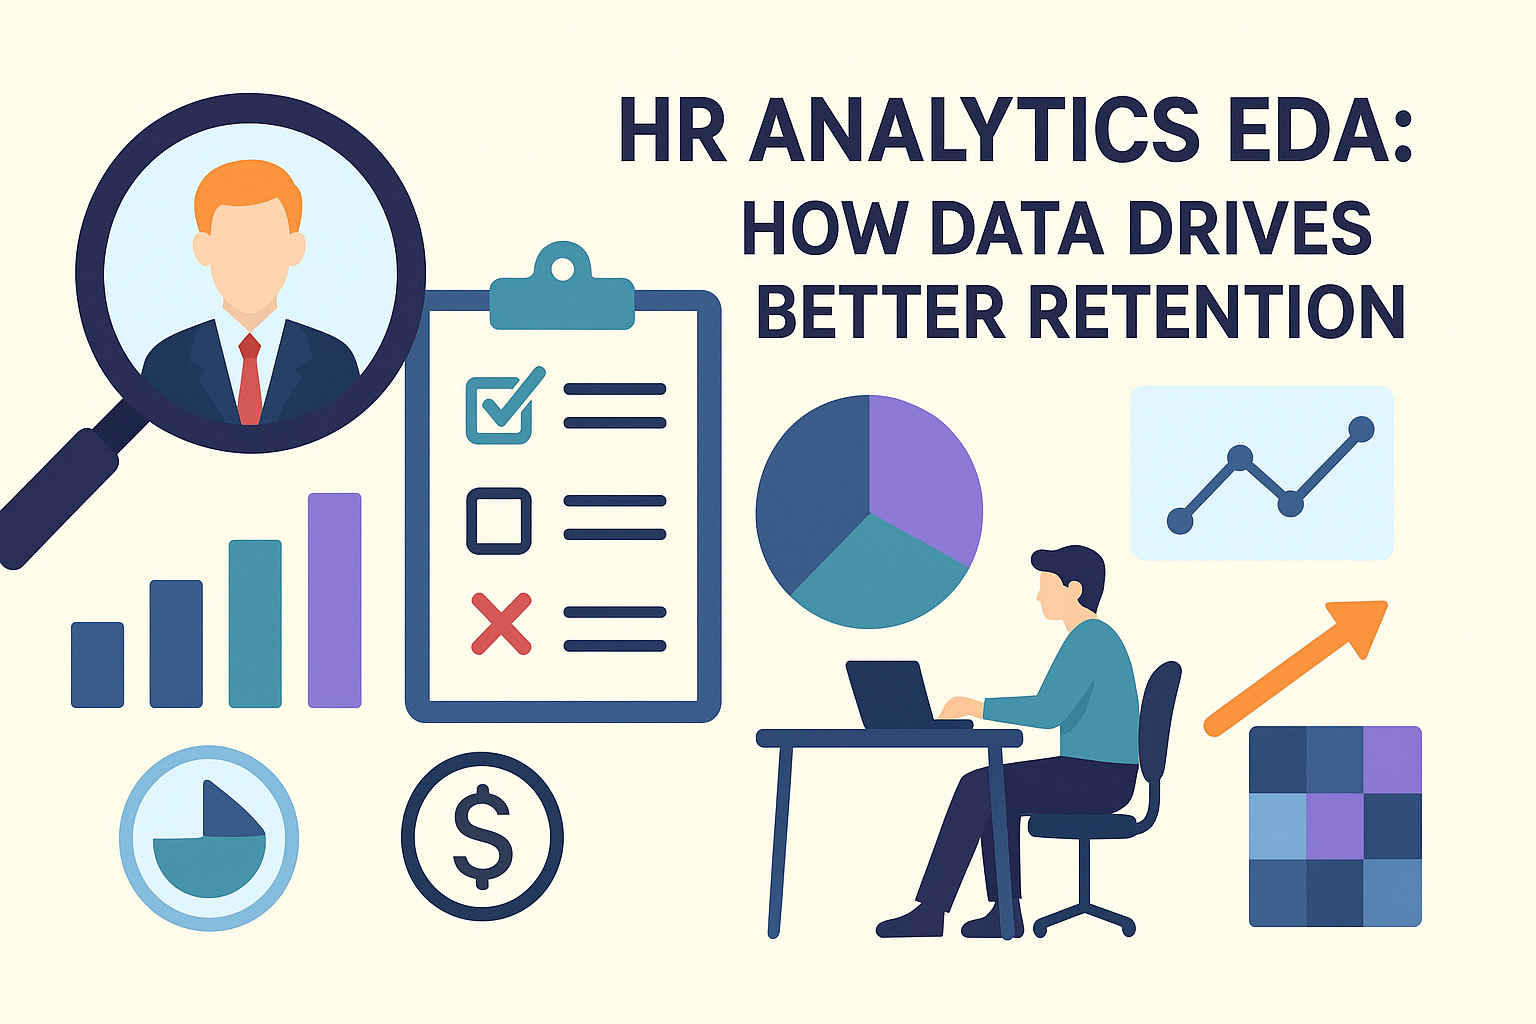 HR ANALYTICS EDA:
HOW DATA DRIVES
BETTER RETENTION
$